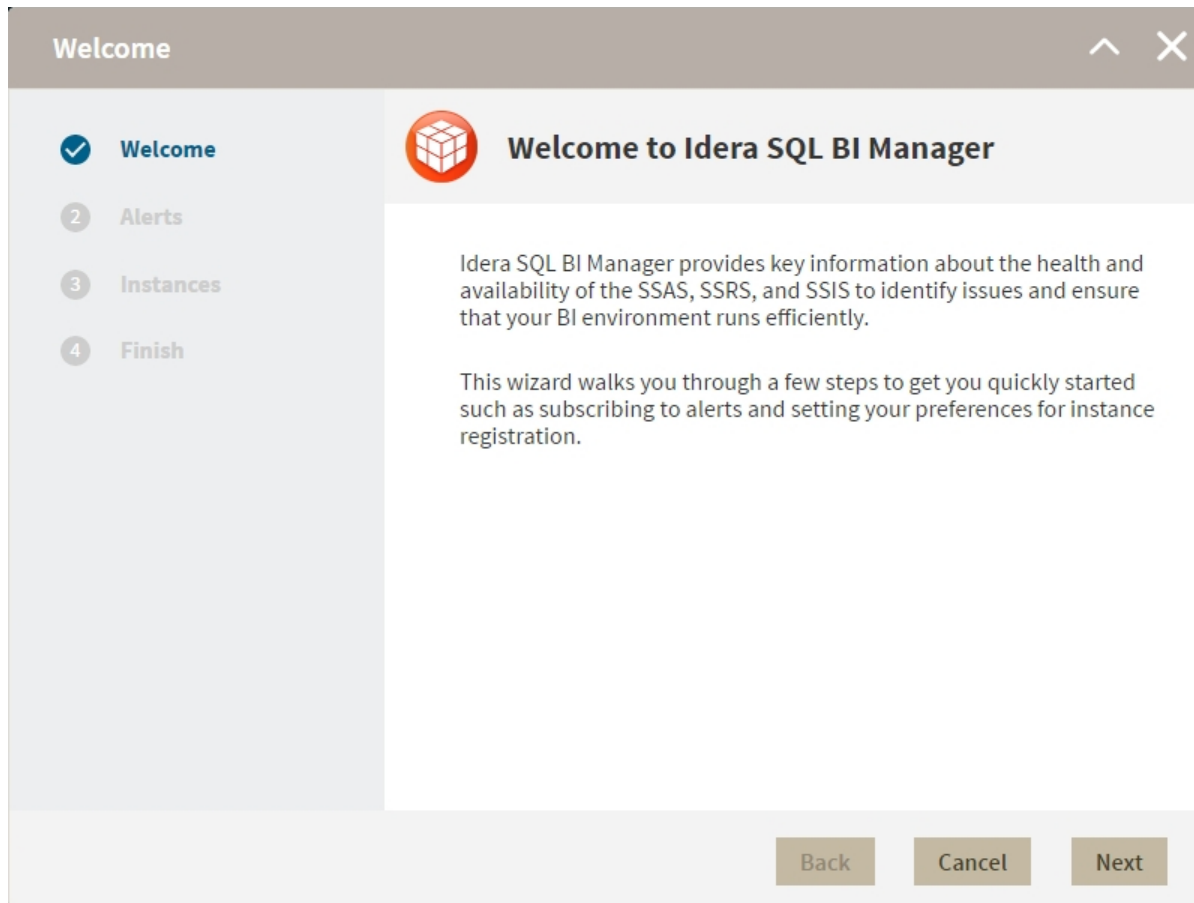 Welcome
Welcome
2
Alerts
3
Instances
4
Finish
Welcome to Idera SQL BI Manager
Idera SQL BI Manager provides key information about the health and
availability of the SSAS, SSRS, and SSIS to identify issues and ensure
that your BI environment runs efficiently.
This wizard walks you through a few steps to get you quickly started
such as subscribing to alerts and setting your preferences for instance
registration.
Back
Cancel
Next